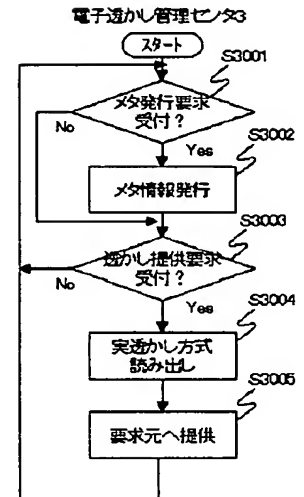 電子透かし管理センタ3
スタート
S3001
メタ発行要求
受付？
No
Yes
S3002
メタ情報発行
S3003
透かし提供要求
受付？
No
Yes
S3004
実透かし方式
読み出し
S3005
要求元へ提供